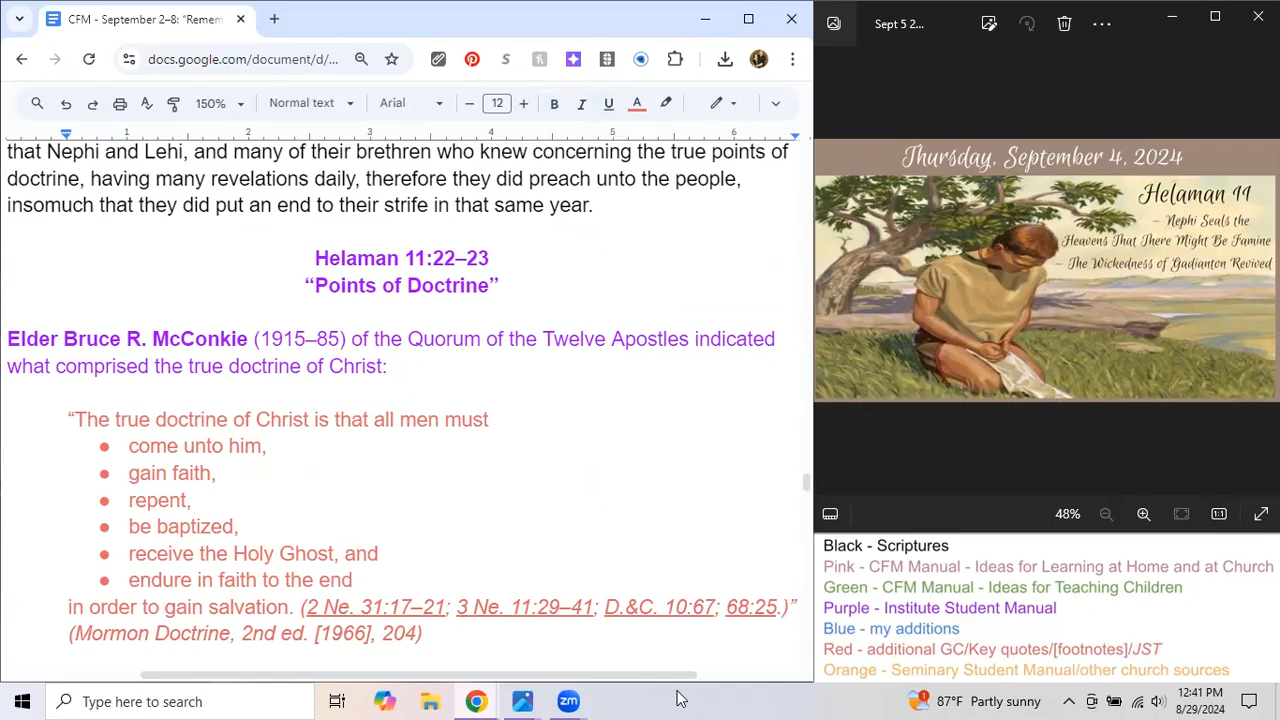 CFM - September 2–8: “Remem
docs.google.com/document/d/...
150%
Normal text
Arial
12
B
I
U
A
1
2
3
4
5
6
that Nephi and Lehi, and many of their brethren who knew concerning the true points of
doctrine, having many revelations daily, therefore they did preach unto the people,
insomuch that they did put an end to their strife in that same year.
Helaman 11:22–23
“Points of Doctrine”
Elder Bruce R. McConkie (1915–85) of the Quorum of the Twelve Apostles indicated
what comprised the true doctrine of Christ:
“The true doctrine of Christ is that all men must
● come unto him,
● gain faith,
● repent,
● be baptized,
● receive the Holy Ghost, and
● endure in faith to the end
in order to gain salvation. (2 Ne. 31:17–21; 3 Ne. 11:29–41; D.&C. 10:67; 68:25.)”
(Mormon Doctrine, 2nd ed. [1966], 204)
Sept 5 2...
Thursday, September 4, 2024
Helaman 11
~ Nephi Seals the
Heavens That There Might Be Famine
~ The Wickedness of Gadianton Revived
48%
1:1
Black - Scriptures
Pink - CFM Manual - Ideas for Learning at Home and at Church
Green - CFM Manual - Ideas for Teaching Children
Purple - Institute Student Manual
Blue - my additions
Red - additional GC/Key quotes/[footnotes]/JST
Orange - Seminary Student Manual/other church sources
Type here to search
zm
1
87°F Partly sunny
12:41 PM
8/29/2024